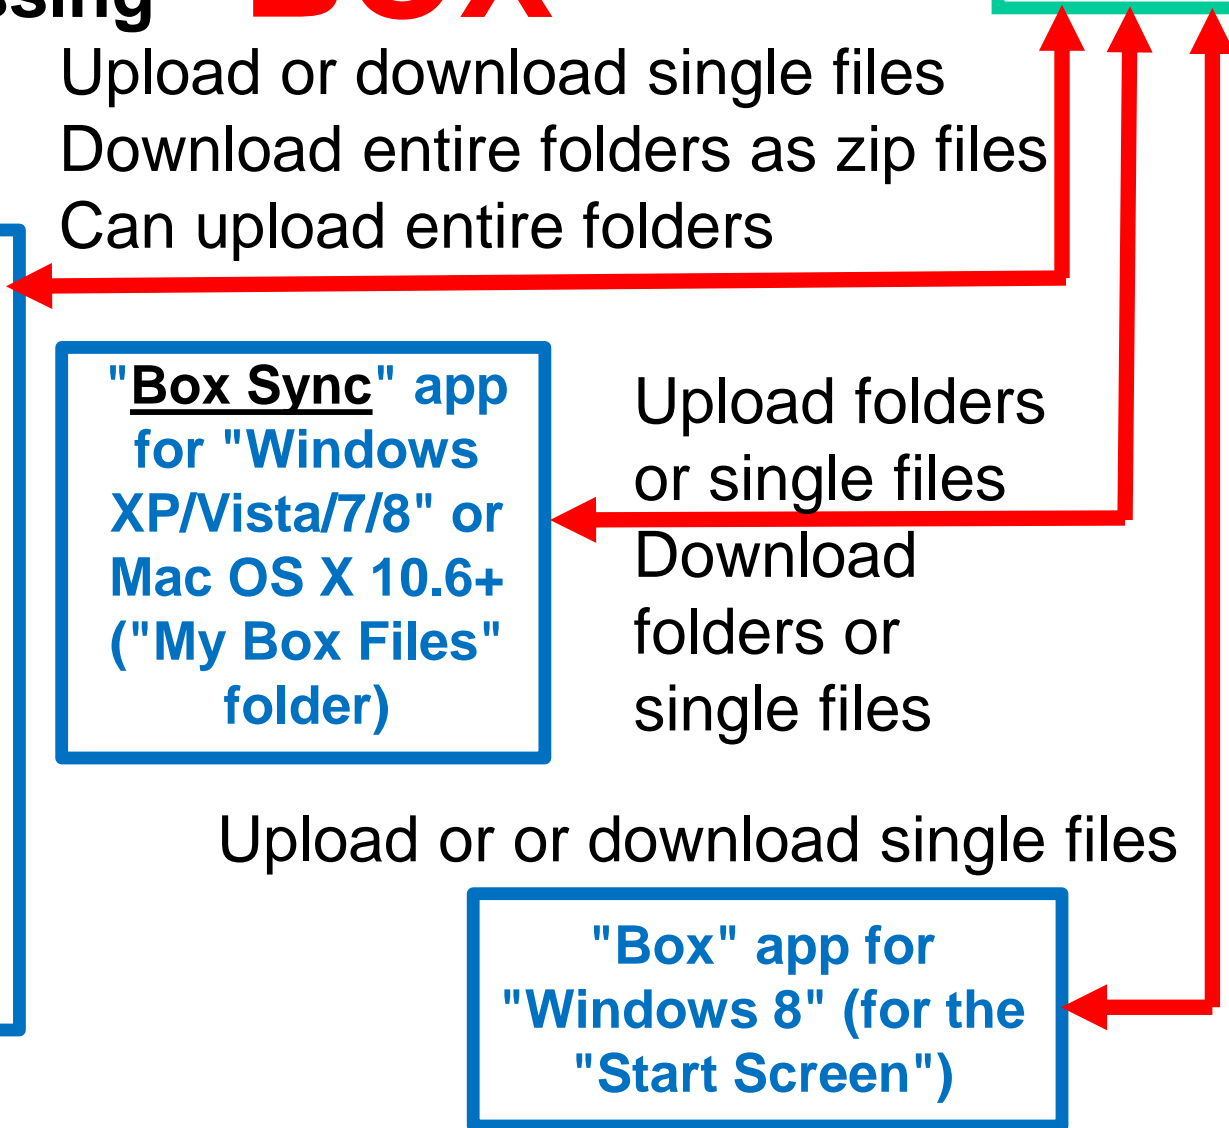 BOX
Upload or download single files
Download entire folders as zip files
Can upload entire folders
"Box Sync" app
for "Windows
XP/Vista/7/8" or
Mac OS X 10.6+
("My Box Files"
folder)
Upload folders
or single files
Download
folders or
single files
Upload or or download single files
"Box" app for
"Windows 8" (for the
"Start Screen")